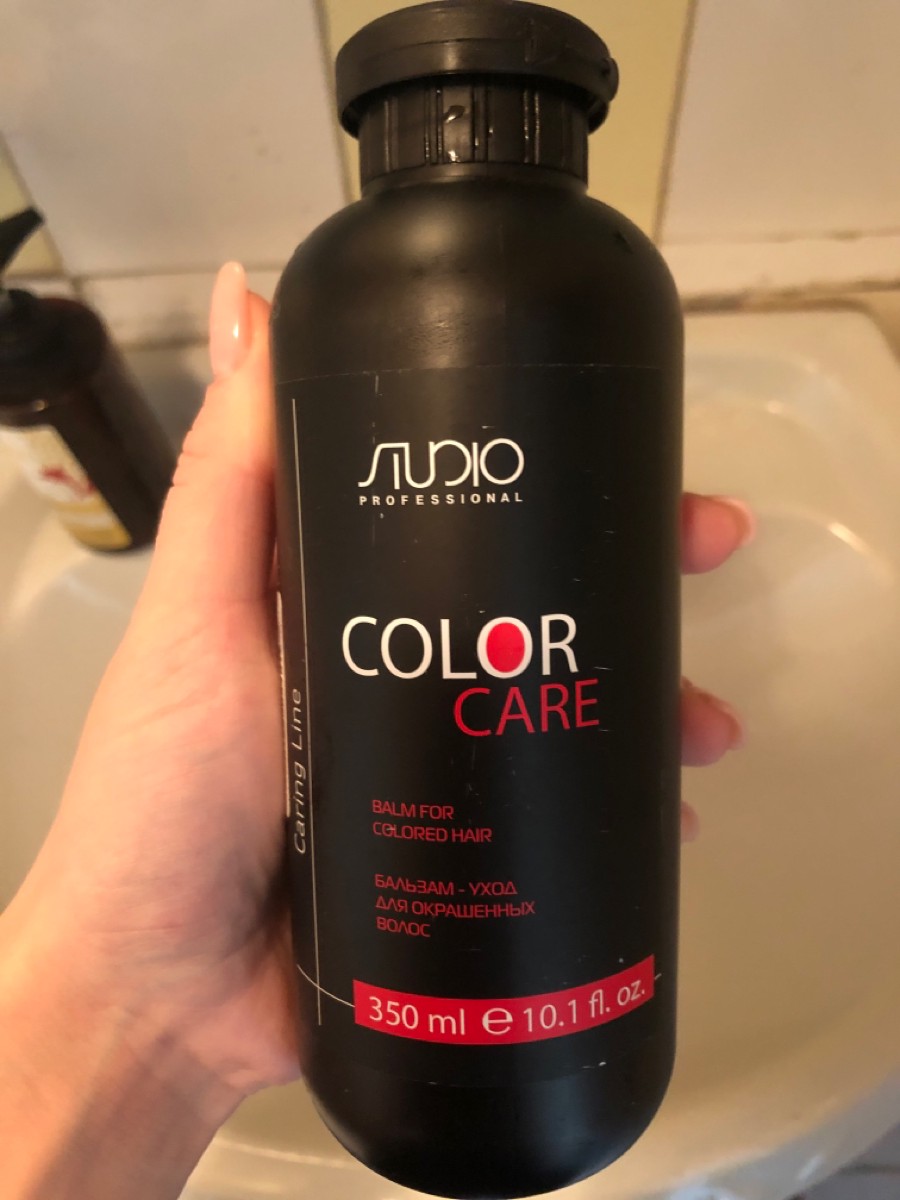 STUDIO
PROFESSIONAL
COLOR
CARE
Caring Line
BALM FOR
COLORED HAIR
БАЛЬЗАМ - УХОД
ДЛЯ ОКРАШЕННЫХ
ВОЛОС
350 ml ℮ 10.1 fl. oz.